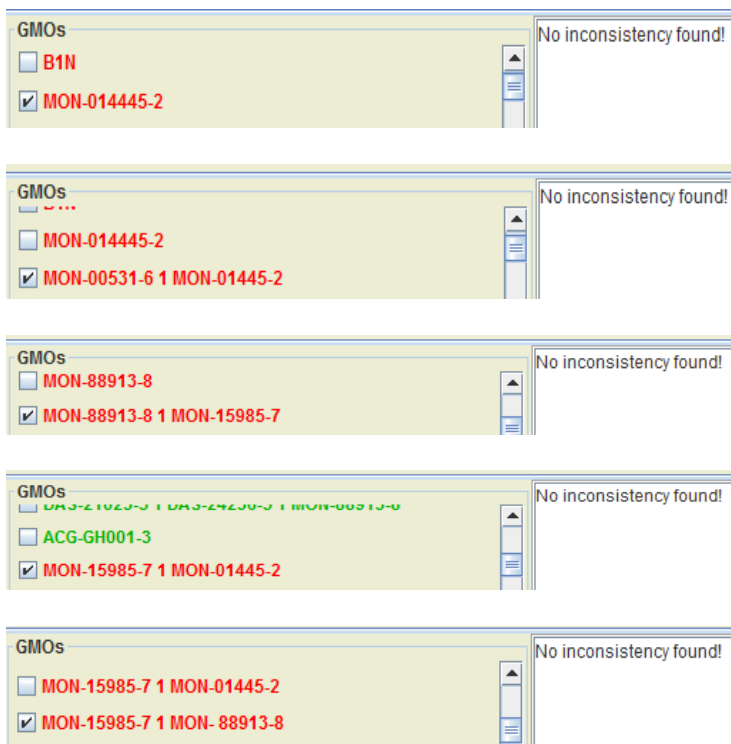 GMOs
No inconsistency found!
B1N
MON-014445-2
GMOs
No inconsistency found!
MON-014445-2
MON-00531-6 1 MON-01445-2
GMOs
No inconsistency found!
MON-88913-8
MON-88913-8 1 MON-15985-7
GMOs
No inconsistency found!
ACG-GH001-3
MON-15985-7 1 MON-01445-2
GMOs
No inconsistency found!
MON-15985-7 1 MON-01445-2
MON-15985-7 1 MON- 88913-8